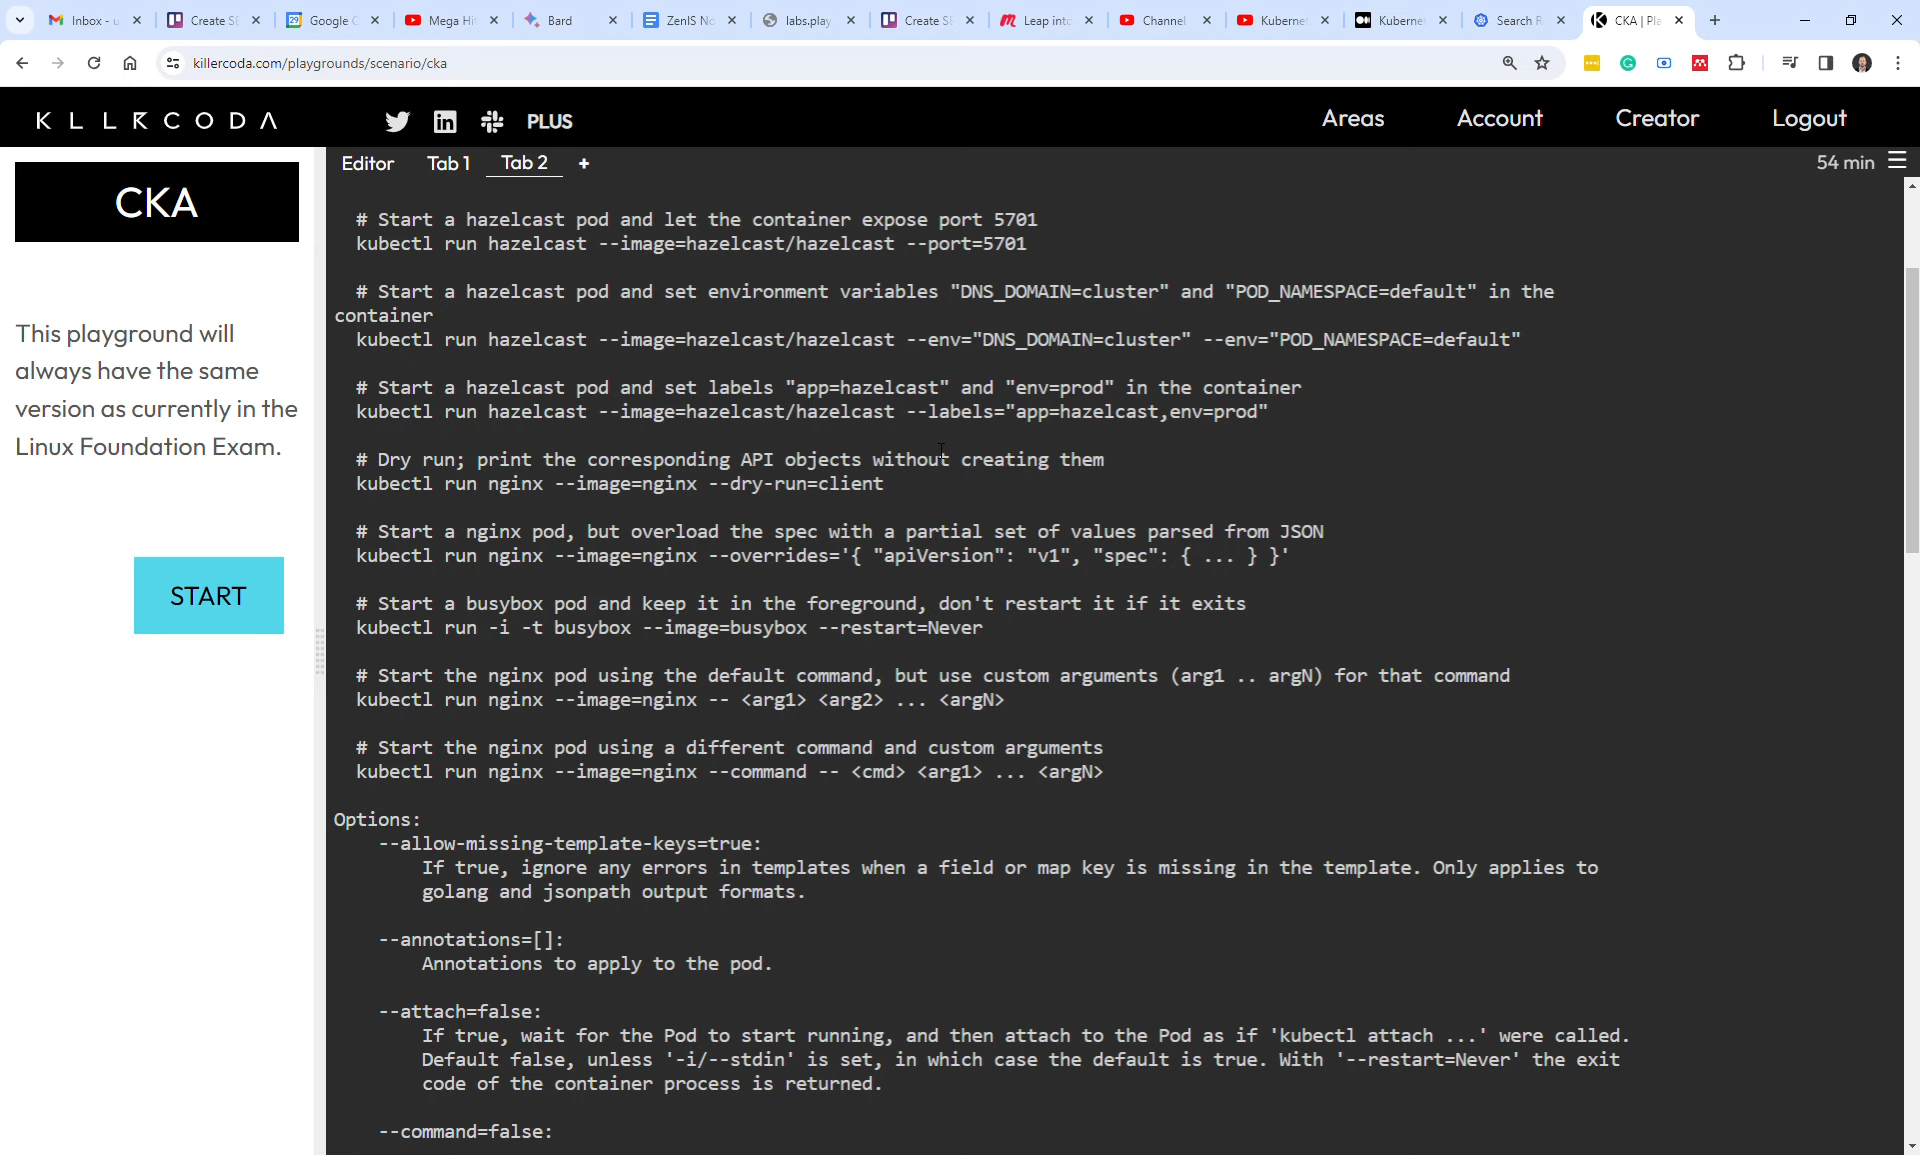 Inbox - u
Create SE
Google C
Mega Hi
Bard
ZenIS No
labs.play
Create SE
Leap into
Channel
Kuberne
Kuberne
Search R
CKA | Pla
killercoda.com/playgrounds/scenario/cka
KLLRCODA
PLUS
Areas
Account
Creator
Logout
CKA
This playground will
always have the same
version as currently in the
Linux Foundation Exam.
START
Editor
Tab 1
Tab 2
+
54 min
# Start a hazelcast pod and let the container expose port 5701
kubectl run hazelcast --image=hazelcast/hazelcast --port=5701
# Start a hazelcast pod and set environment variables "DNS_DOMAIN=cluster" and "POD_NAMESPACE=default" in the
container
kubectl run hazelcast --image=hazelcast/hazelcast --env="DNS_DOMAIN=cluster" --env="POD_NAMESPACE=default"
# Start a hazelcast pod and set labels "app=hazelcast" and "env=prod" in the container
kubectl run hazelcast --image=hazelcast/hazelcast --labels="app=hazelcast,env=prod"
# Dry run; print the corresponding API objects without creating them
kubectl run nginx --image=nginx --dry-run=client
# Start a nginx pod, but overload the spec with a partial set of values parsed from JSON
kubectl run nginx --image=nginx --overrides='{ "apiVersion": "v1", "spec": { ... } }'
# Start a busybox pod and keep it in the foreground, don't restart it if it exits
kubectl run -i -t busybox --image=busybox --restart=Never
# Start the nginx pod using the default command, but use custom arguments (arg1 .. argN) for that command
kubectl run nginx --image=nginx -- <arg1> <arg2> ... <argN>
# Start the nginx pod using a different command and custom arguments
kubectl run nginx --image=nginx --command -- <cmd> <arg1> ... <argN>
Options:
--allow-missing-template-keys=true:
If true, ignore any errors in templates when a field or map key is missing in the template. Only applies to
golang and jsonpath output formats.
--annotations=[]:
Annotations to apply to the pod.
--attach=false:
If true, wait for the Pod to start running, and then attach to the Pod as if 'kubectl attach ...' were called.
Default false, unless '-i/--stdin' is set, in which case the default is true. With '--restart=Never' the exit
code of the container process is returned.
--command=false: